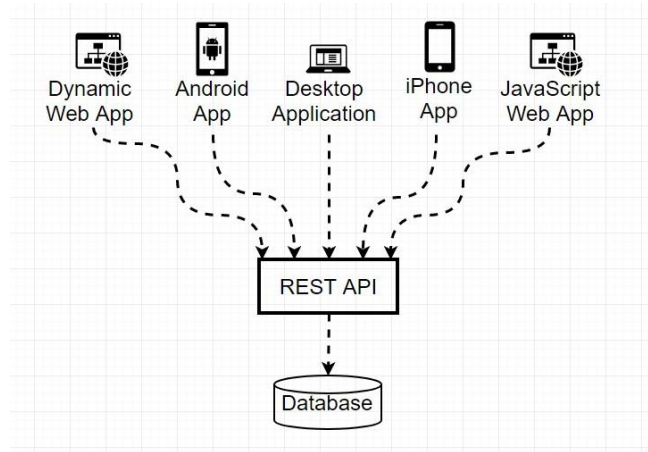 Dynamic
Web App
Android
App
Desktop
Application
iPhone
App
JavaScript
Web App
REST API
Database